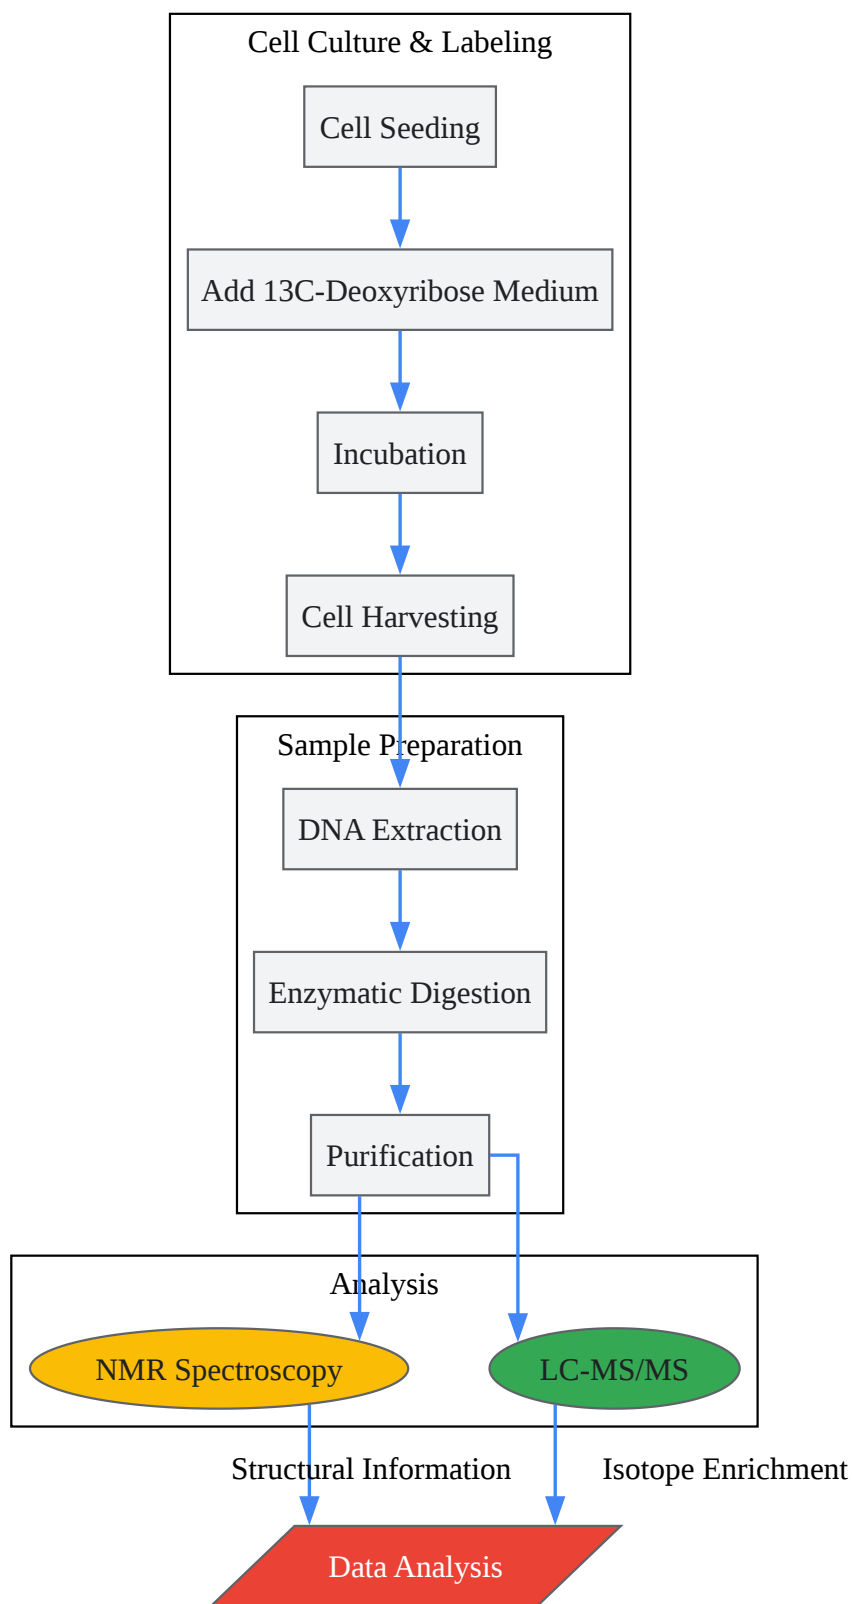 Cell Culture & Labeling
Cell Seeding
Add 13C-Deoxyribose Medium
Incubation
Cell Harvesting
Sample Preparation
DNA Extraction
Enzymatic Digestion
Purification
Analysis
NMR Spectroscopy
LC-MS/MS
Structural Information
Isotope Enrichment
Data Analysis